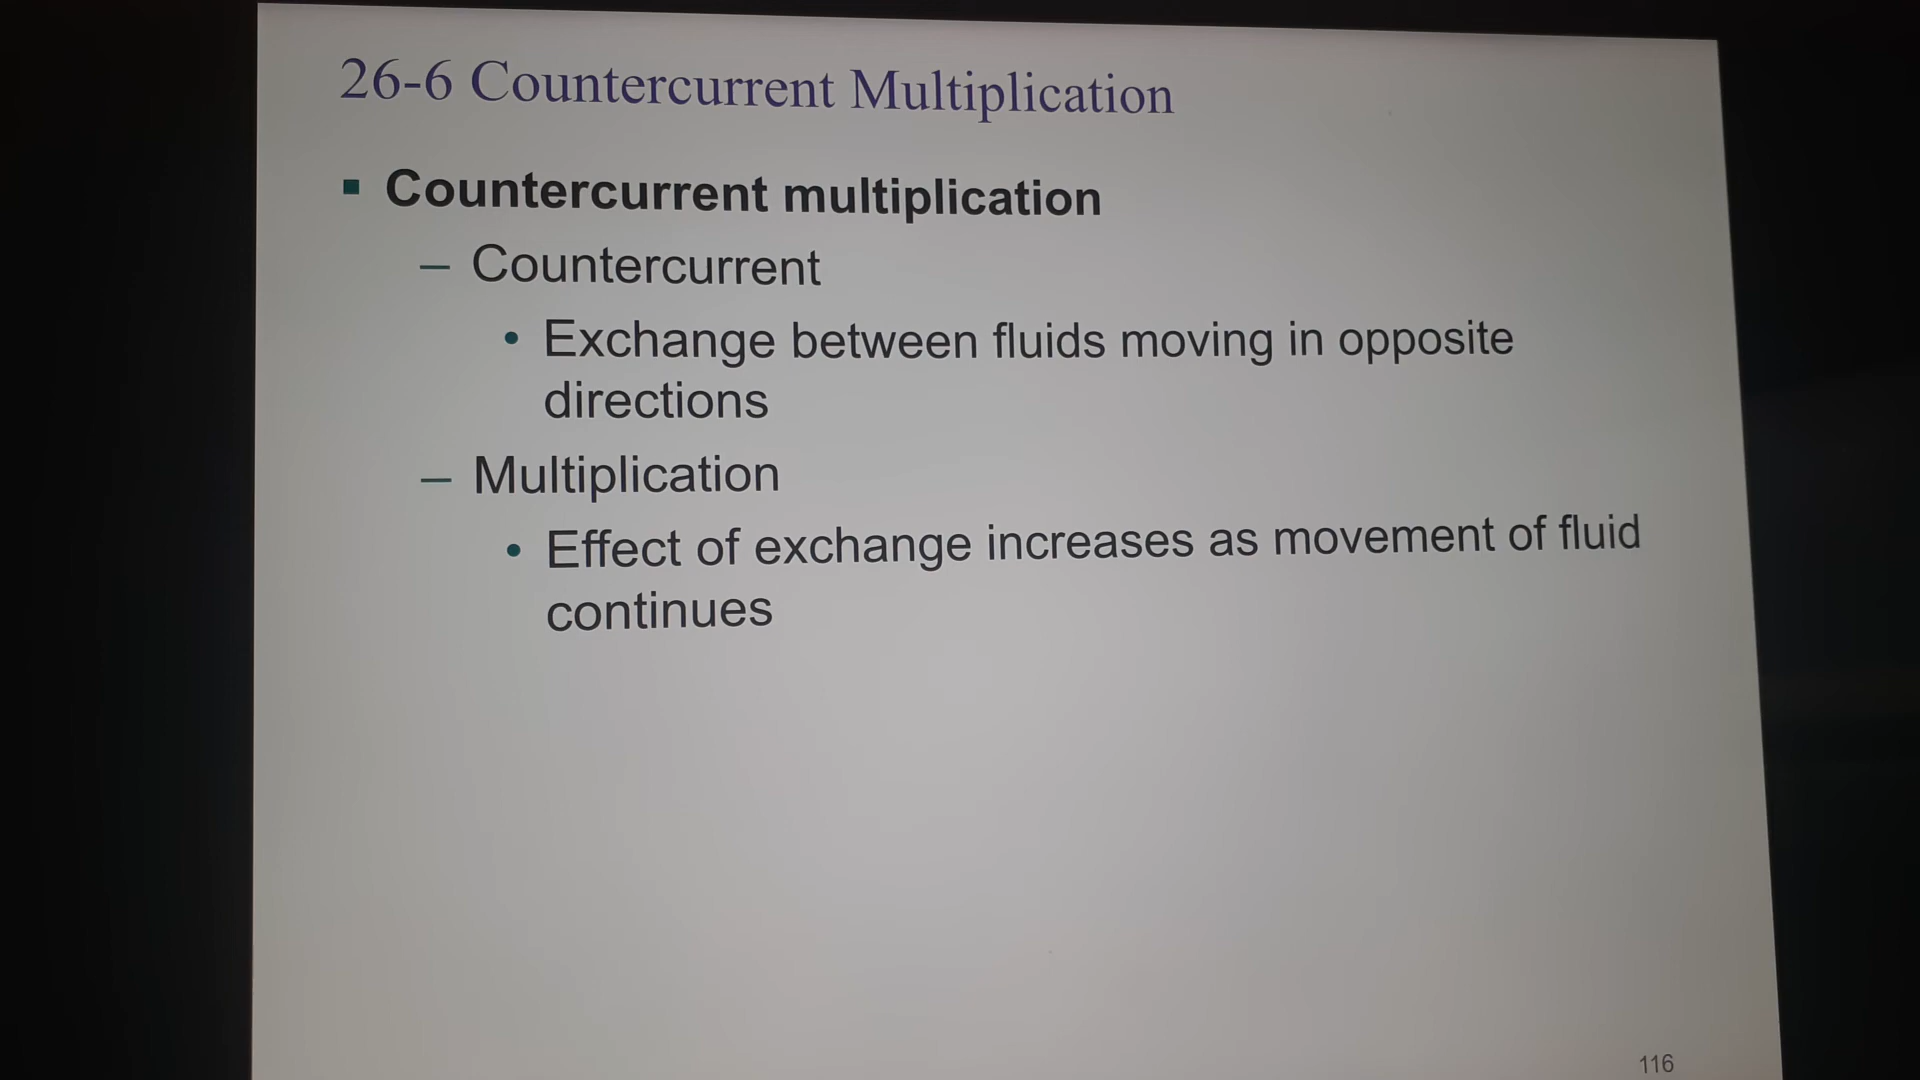 26-6 Countercurrent Multiplication
▪ Countercurrent multiplication
– Countercurrent
• Exchange between fluids moving in opposite
directions
– Multiplication
• Effect of exchange increases as movement of fluid
continues
116